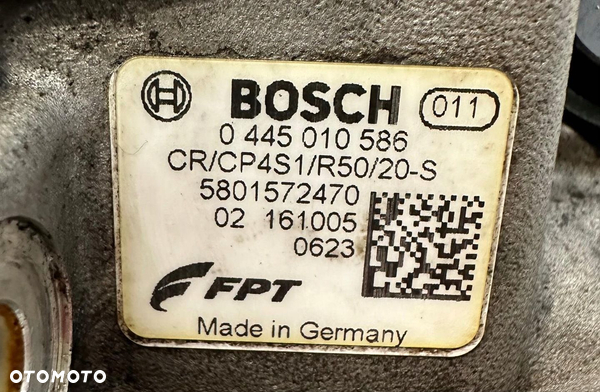 BOSCH 011
0 445 010 586
CR/CP4S1/R50/20-S
5801572470
02 161005
0623
FPT
Made in Germany
OTOMOTO